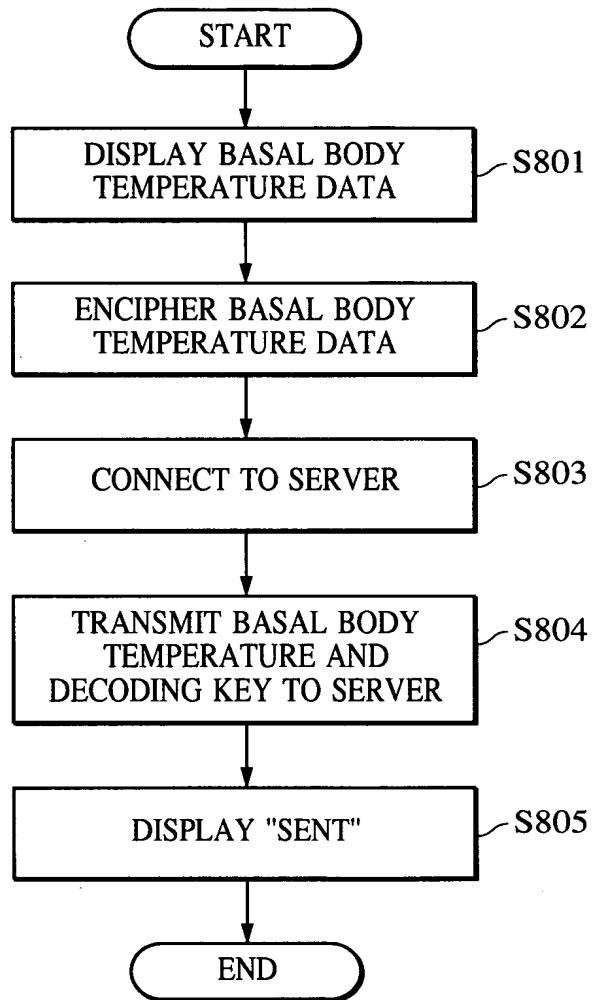 START
DISPLAY BASAL BODY
TEMPERATURE DATA
S801
ENCIPHER BASAL BODY
TEMPERATURE DATA
S802
CONNECT TO SERVER
S803
TRANSMIT BASAL BODY
TEMPERATURE AND
DECODING KEY TO SERVER
S804
DISPLAY "SENT"
S805
END